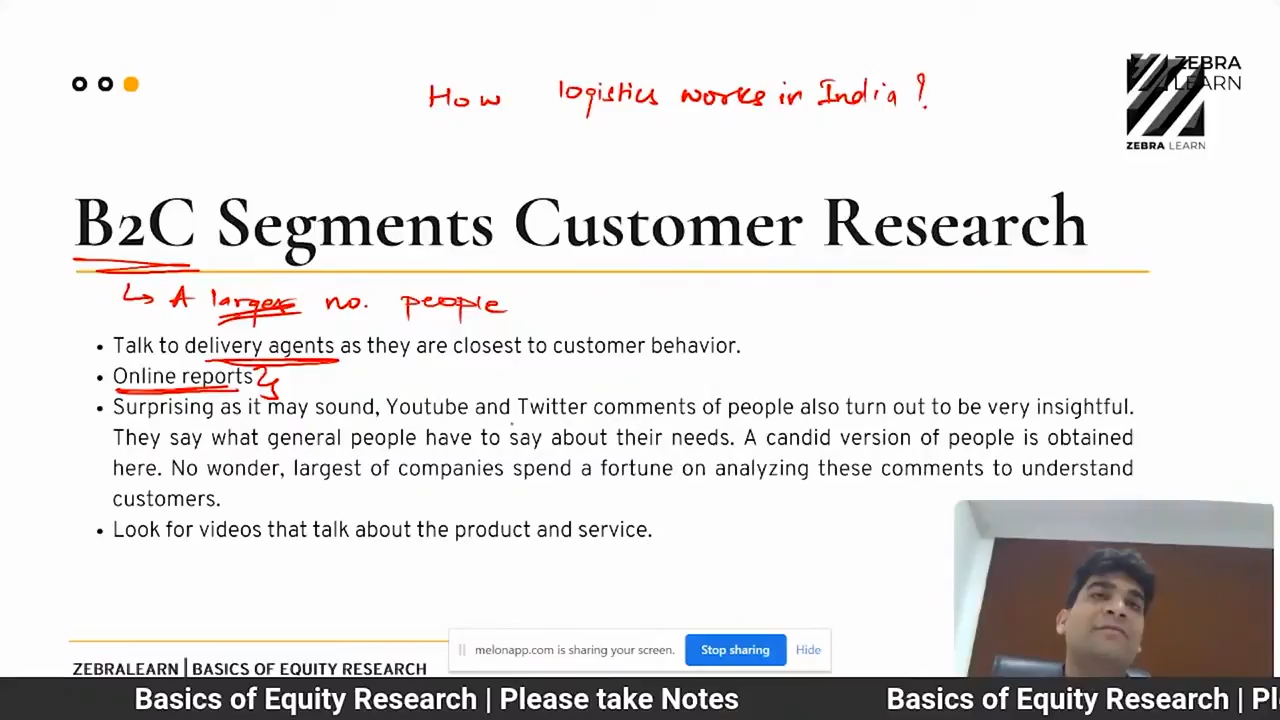 How logistics works in India?
ZEBRA
LEARN
ZEBRA LEARN
B2C Segments Customer Research
↳ A large no. people
• Talk to delivery agents as they are closest to customer behavior.
• Online reports
• Surprising as it may sound, Youtube and Twitter comments of people also turn out to be very insightful.
They say what general people have to say about their needs. A candid version of people is obtained
here. No wonder, largest of companies spend a fortune on analyzing these comments to understand
customers.
• Look for videos that talk about the product and service.
melonapp.com is sharing your screen. Stop sharing Hide
ZEBRALEARN | BASICS OF EQUITY RESEARCH
Basics of Equity Research | Please take Notes Basics of Equity Research | Pl